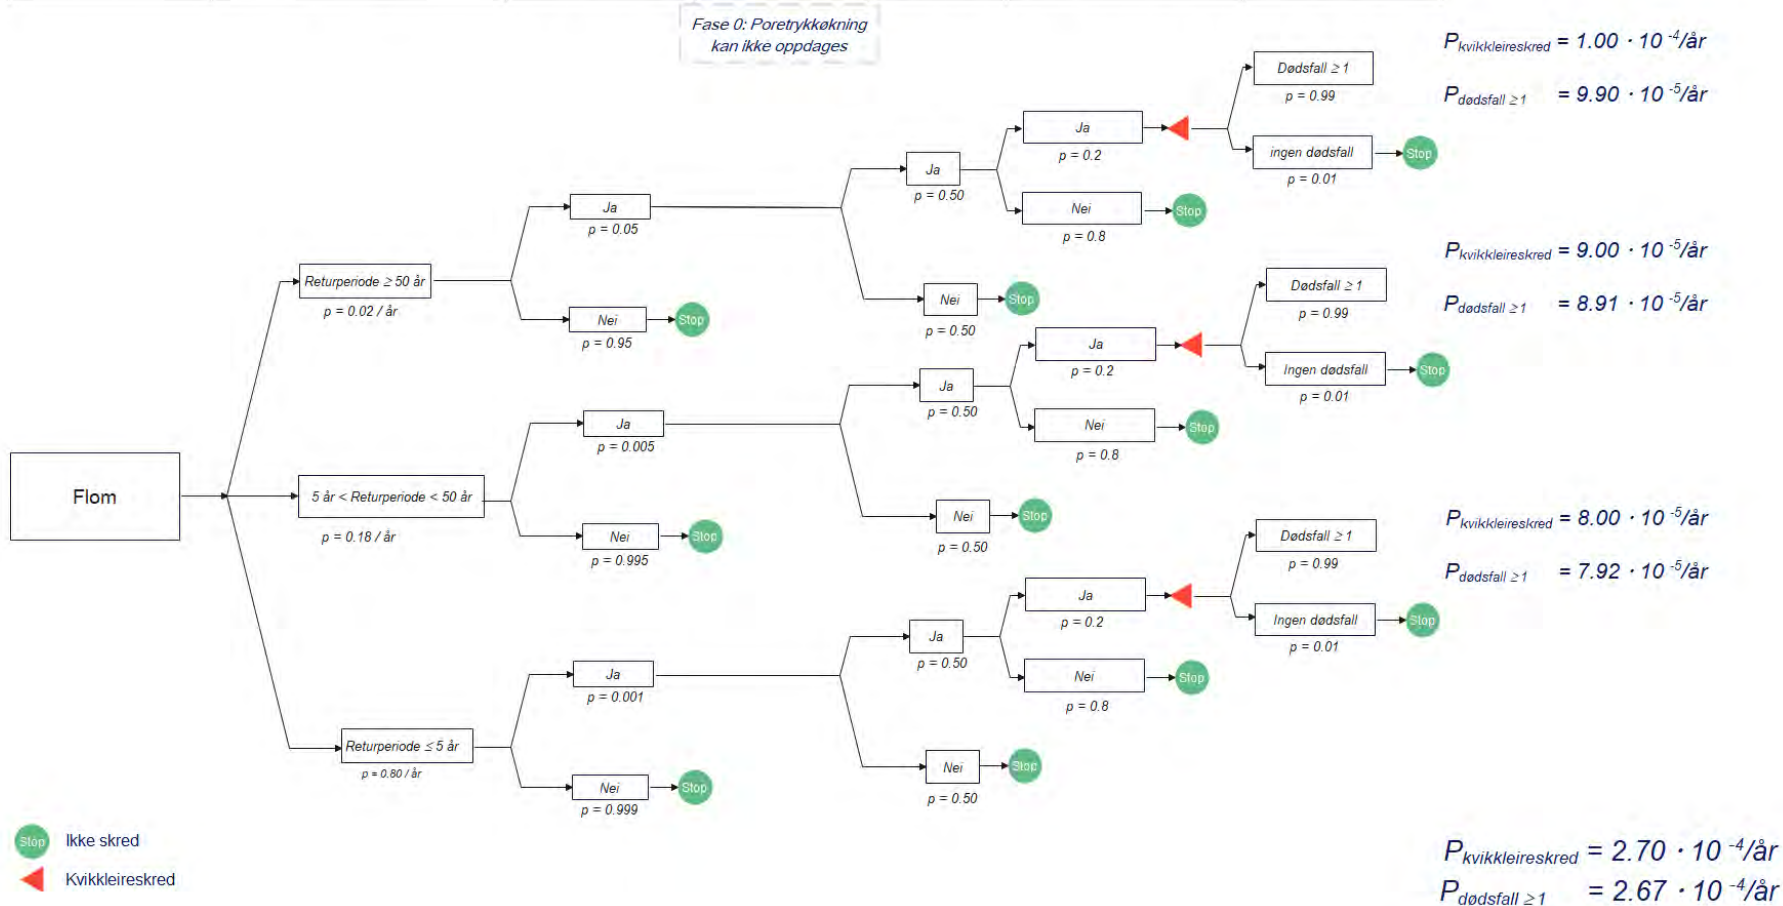 Fase 0: Poretrykkøkning
kan ikke oppdages
Flom
Returperiode ≥ 50 år
p = 0.02 / år
Ja
p = 0.05
Nei
Stop
p = 0.95
Ja
p = 0.50
Nei
Stop
p = 0.50
Ja
p = 0.2
Nei
Stop
p = 0.8
Dødsfall ≥ 1
p = 0.99
ingen dødsfall
Stop
p = 0.01
Pkvikkleireskred = 1.00 · 10 -4/år
Pdødsfall ≥ 1 = 9.90 · 10 -5/år
5 år < Returperiode < 50 år
p = 0.18 / år
Ja
p = 0.005
Nei
Stop
p = 0.995
Ja
p = 0.50
Nei
Stop
p = 0.50
Ja
p = 0.2
Nei
Stop
p = 0.8
Dødsfall ≥ 1
p = 0.99
Ingen dødsfall
Stop
p = 0.01
Pkvikkleireskred = 9.00 · 10 -5/år
Pdødsfall ≥ 1 = 8.91 · 10 -5/år
Returperiode ≤ 5 år
p = 0.80 / år
Ja
p = 0.001
Nei
Stop
p = 0.999
Ja
p = 0.50
Nei
Stop
p = 0.50
Ja
p = 0.2
Nei
Stop
p = 0.8
Dødsfall ≥ 1
p = 0.99
Ingen dødsfall
Stop
p = 0.01
Pkvikkleireskred = 8.00 · 10 -5/år
Pdødsfall ≥ 1 = 7.92 · 10 -5/år
Stop Ikke skred
Kvikkleireskred
Pkvikkleireskred = 2.70 · 10 -4/år
Pdødsfall ≥ 1 = 2.67 · 10 -4/år